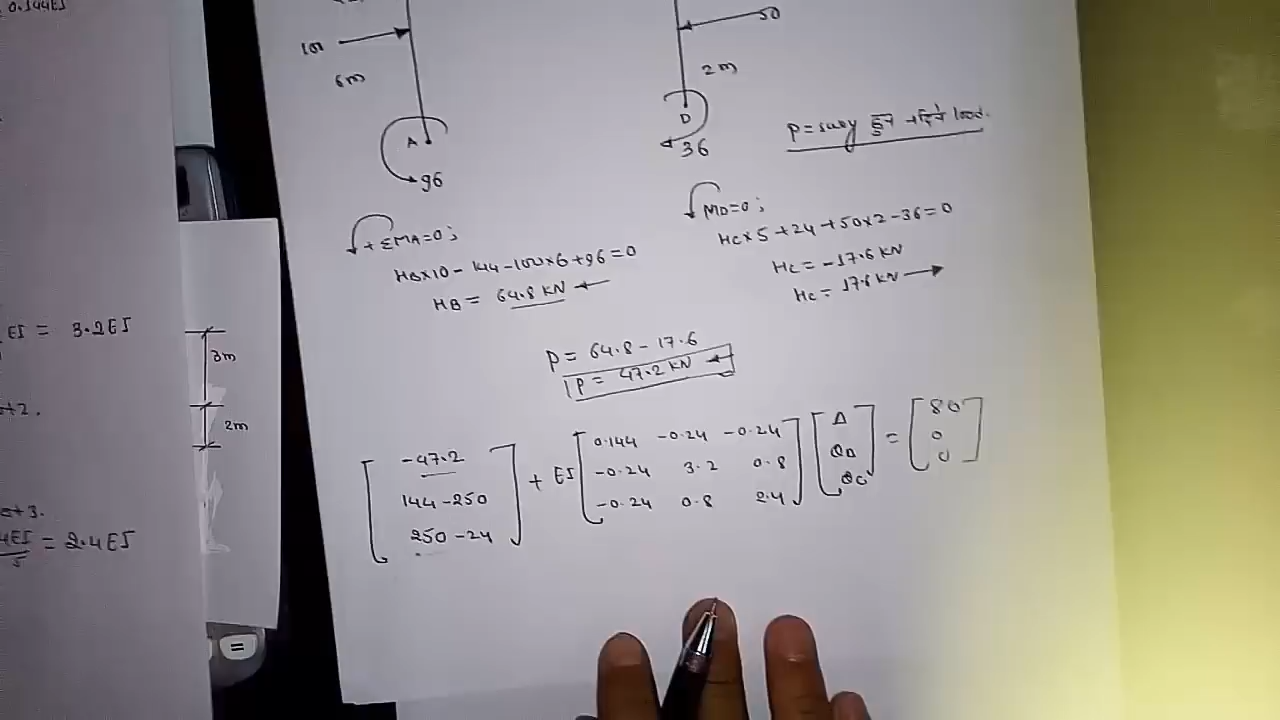 0.144EI
100
6m
A
96
50
2m
D
36
P = sway हुने
load.
+ΣMA=0;
HB×10 - 144 - 100×6 + 96 = 0
HB = 64.8 KN ←
MD=0;
HC×5 + 24 + 50×2 - 36 = 0
HC = -17.6 KN
HC = 17.6 KN →
P = 64.8 - 17.6
P = 47.2 KN ←
[-47.2 144-250 250-24] + EI [0.144 -0.24 -0.24 -0.24 3.2 0.8 -0.24 0.8 2.4] [Δ θB θC] = [80 0 0]
EI = 3.2EI
3m
2m
= 2.4EI
5
=